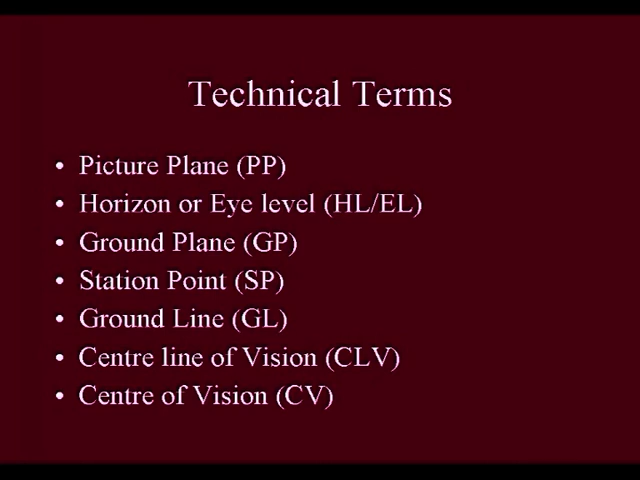 Technical Terms
• Picture Plane (PP)
• Horizon or Eye level (HL/EL)
• Ground Plane (GP)
• Station Point (SP)
• Ground Line (GL)
• Centre line of Vision (CLV)
• Centre of Vision (CV)